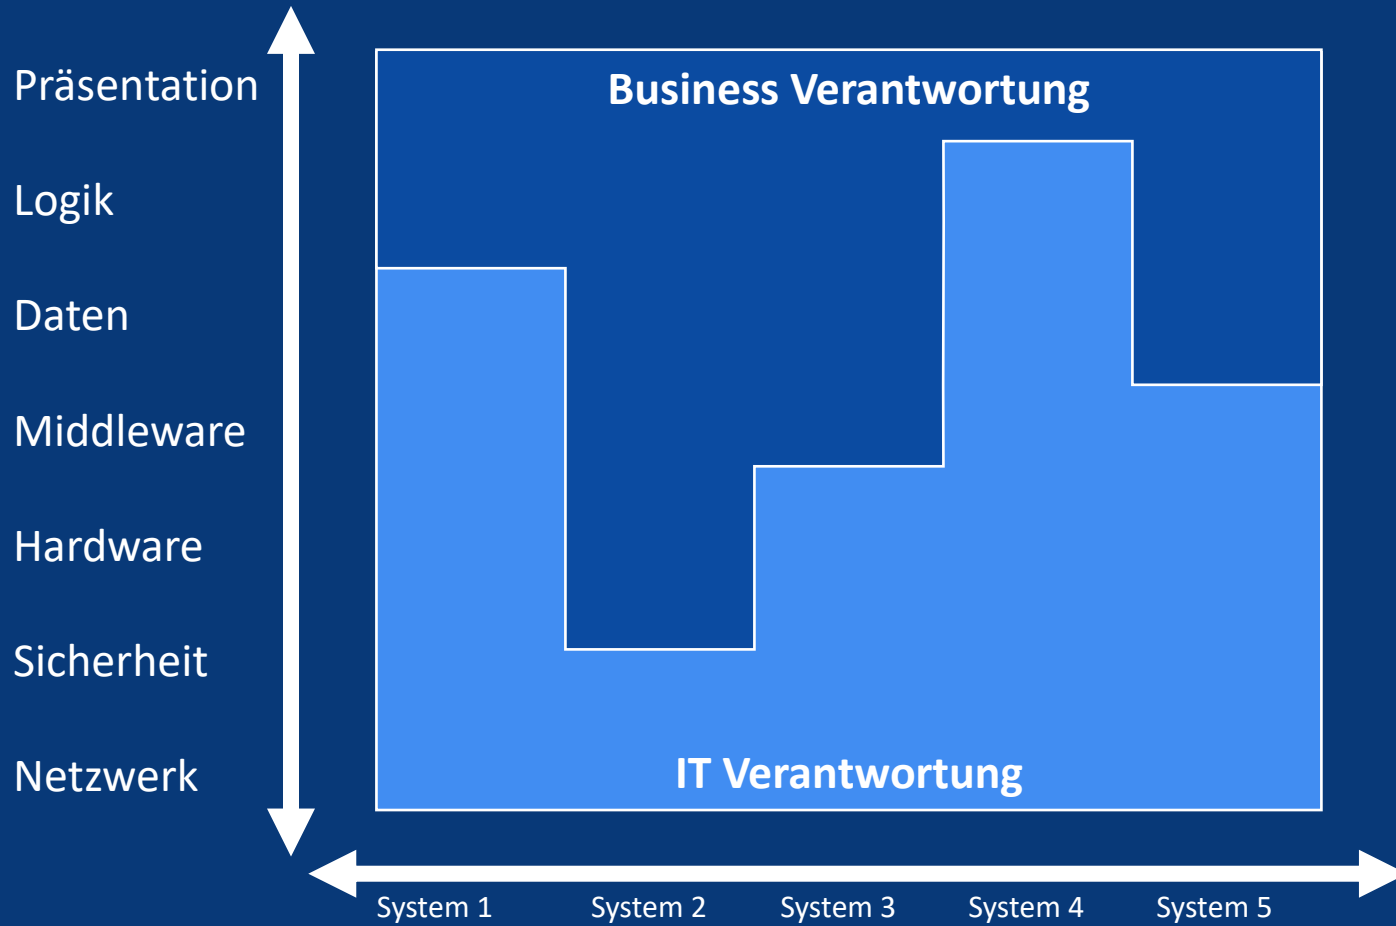 Präsentation
Business Verantwortung
Logik
Daten
Middleware
Hardware
Sicherheit
Netzwerk
IT Verantwortung
System 1
System 2
System 3
System 4
System 5